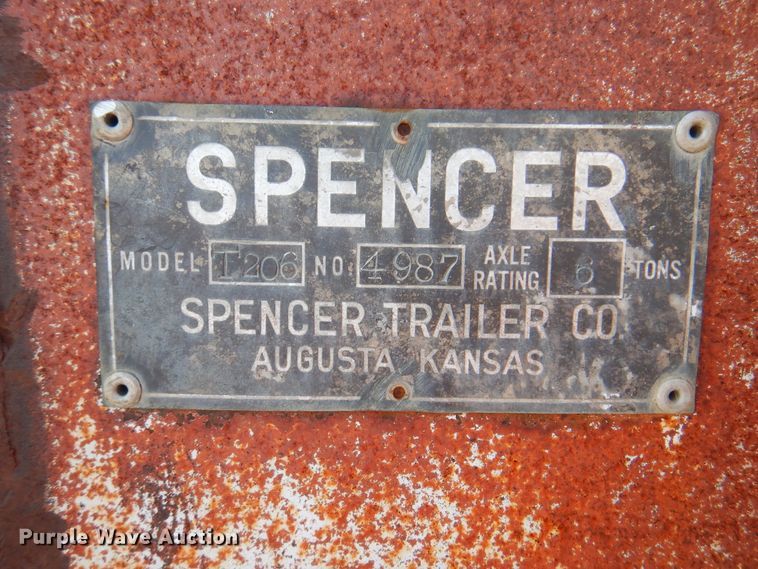 SPENCER
MODEL T206 NO. 4987 AXLE RATING 6 TONS
SPENCER TRAILER CO.
AUGUSTA, KANSAS
Purple Wave Auction